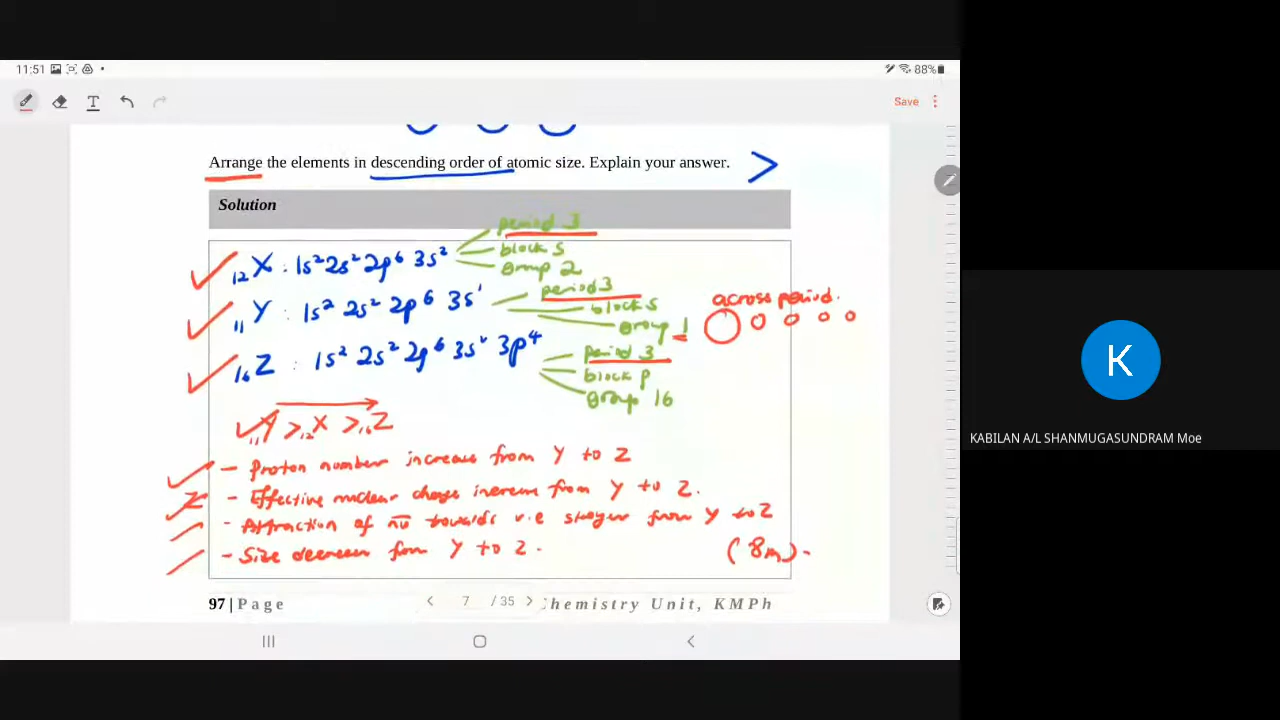 11:51 88%
T Save
Arrange the elements in descending order of atomic size. Explain your answer. >
Solution
₁₂X : 1s² 2s² 2p⁶ 3s² period 3 block s group 2
₁₁Y : 1s² 2s² 2p⁶ 3s¹ period 3 block s group 1
across period.
₁₆Z : 1s² 2s² 2p⁶ 3s² 3p⁴ period 3 block p group 16
₁₁Y > ₁₂X > ₁₆Z
- Proton number increase from Y to Z
- Effective nuclear charge increase from Y to Z.
- Attraction of towards v.e stronger from Y to Z
- Size decrease from Y to Z.
(8m).
97 | Page 7 / 35 Chemistry Unit, KMPh
K
KABILAN A/L SHANMUGASUNDRAM Moe